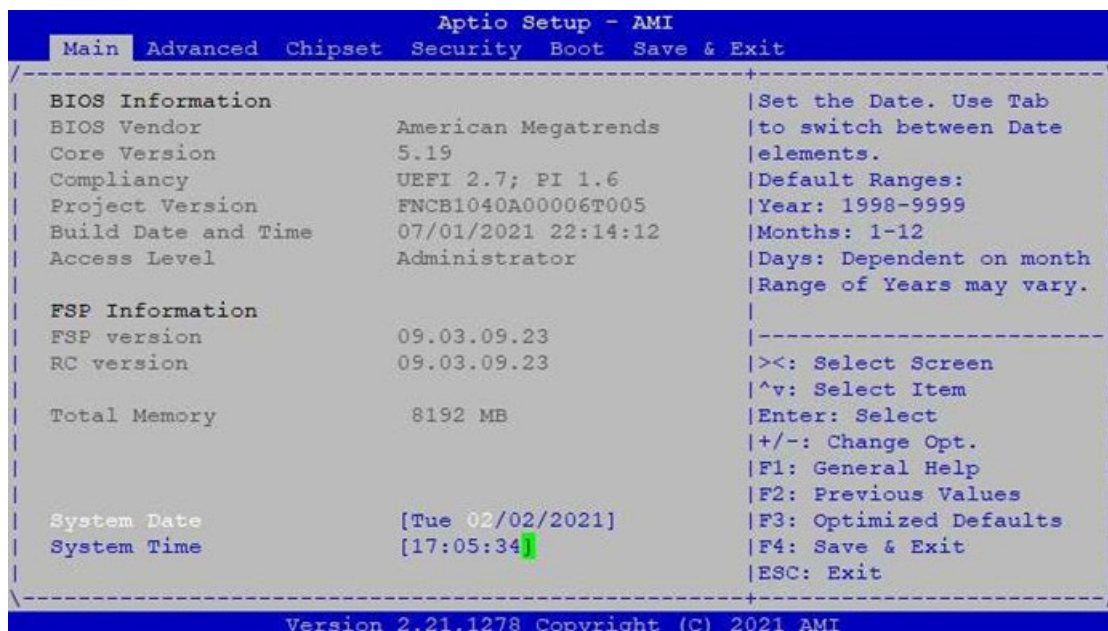 Aptio Setup - AMI
Main Advanced Chipset Security Boot Save & Exit
BIOS Information
BIOS Vendor American Megatrends
Core Version 5.19
Compliancy UEFI 2.7; PI 1.6
Project Version FNCB1040A00006T005
Build Date and Time 07/01/2021 22:14:12
Access Level Administrator
FSP Information
FSP version 09.03.09.23
RC version 09.03.09.23
Total Memory 8192 MB
System Date [Tue 02/02/2021]
System Time [17:05:34]
Set the Date. Use Tab
to switch between Date
elements.
Default Ranges:
Year: 1998-9999
Months: 1-12
Days: Dependent on month
Range of Years may vary.
><: Select Screen
^v: Select Item
Enter: Select
+/-: Change Opt.
F1: General Help
F2: Previous Values
F3: Optimized Defaults
F4: Save & Exit
ESC: Exit
Version 2.21.1278 Copyright (C) 2021 AMI